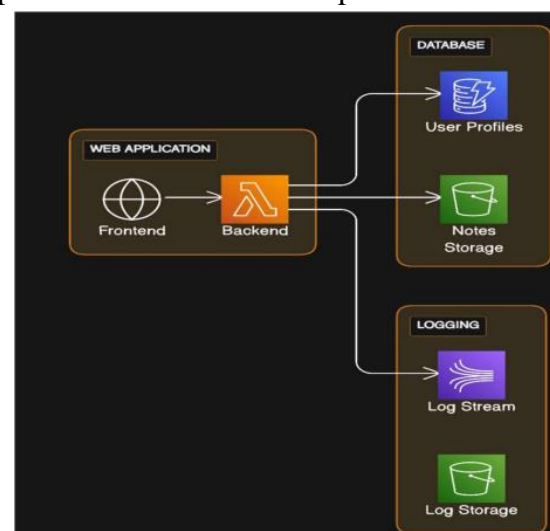 WEB APPLICATION
Frontend
Backend
DATABASE
User Profiles
Notes
Storage
LOGGING
Log Stream
Log Storage